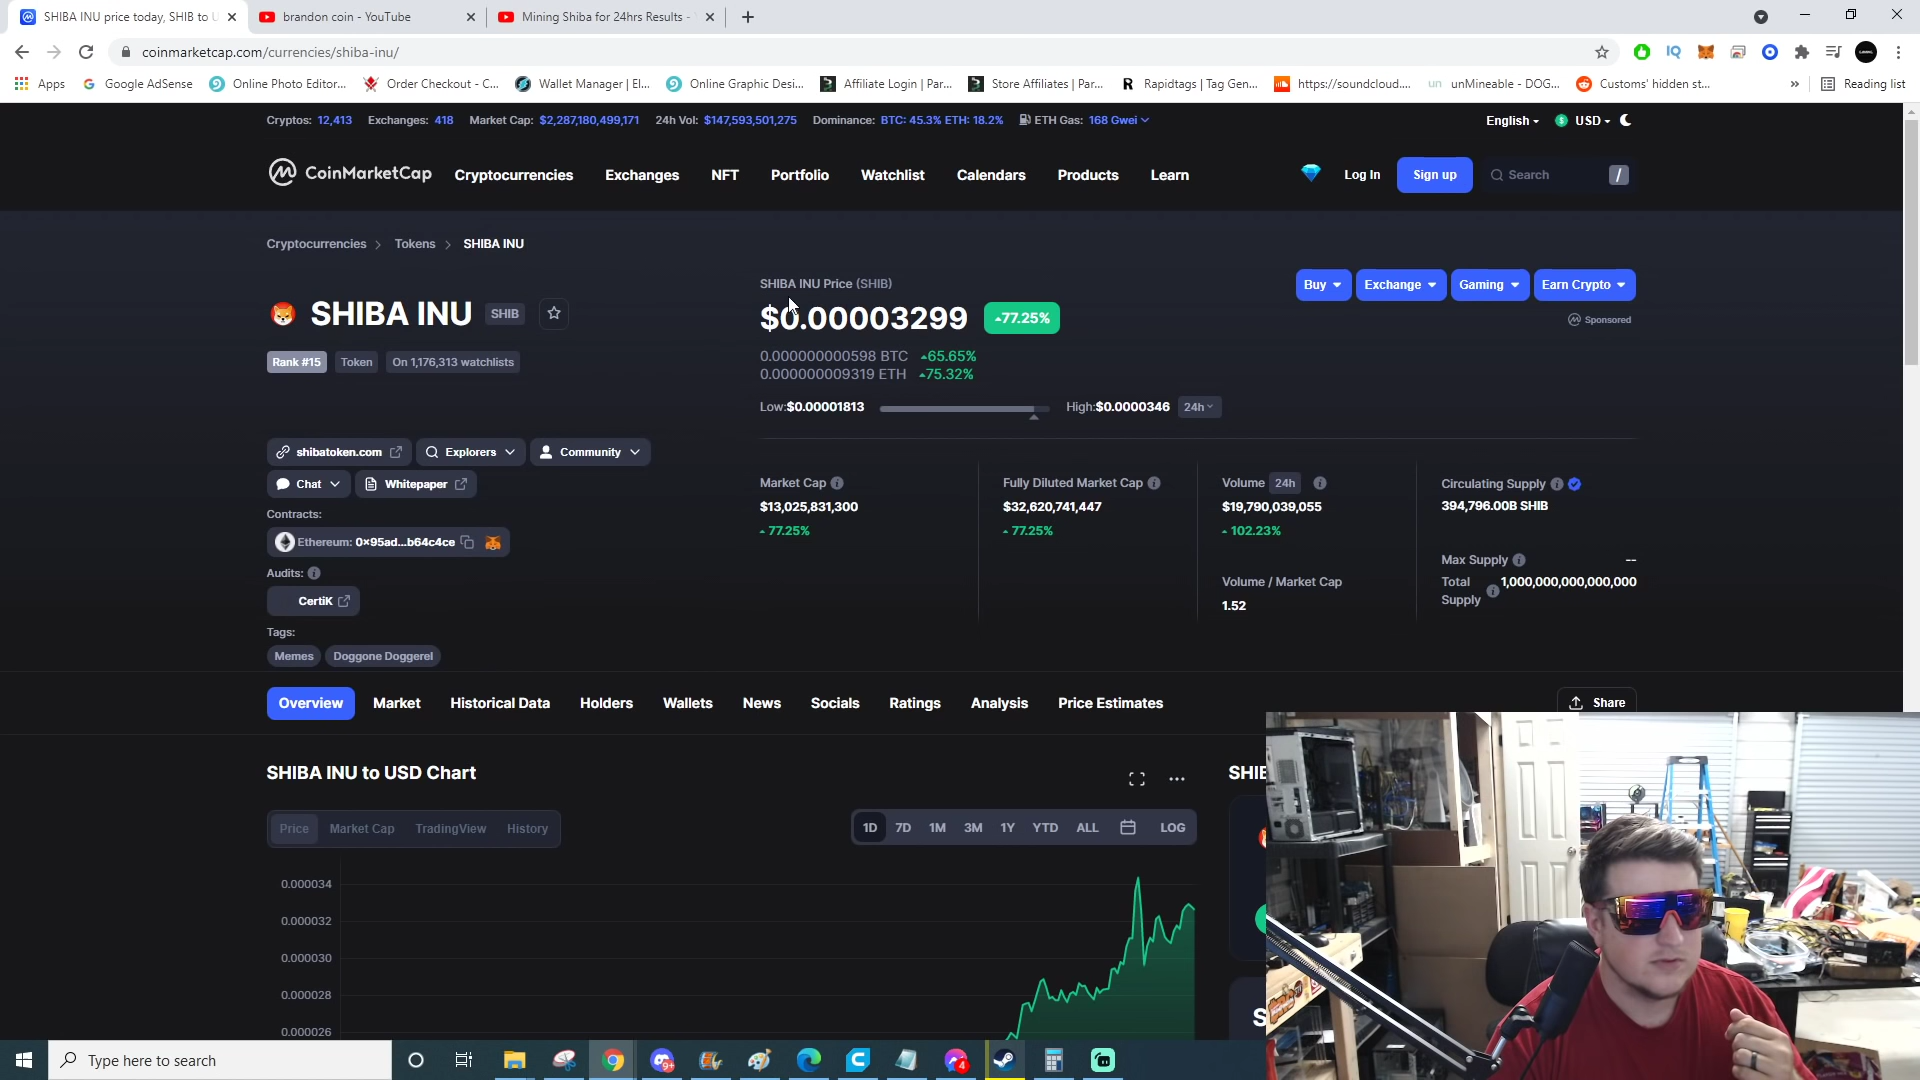 SHIBA INU price today, SHIB to U
brandon coin - YouTube
Mining Shiba for 24hrs Results -
coinmarketcap.com/currencies/shiba-inu/
Apps
Google AdSense
Online Photo Editor...
Order Checkout - C...
Wallet Manager | El...
Online Graphic Desi...
Affiliate Login | Par...
Store Affiliates | Par...
Rapidtags | Tag Gen...
https://soundcloud....
unMineable - DOG...
Customs' hidden st...
»
Reading list
Cryptos: 12,413 Exchanges: 418 Market Cap: $2,287,180,499,171 24h Vol: $147,593,501,275 Dominance: BTC: 45.3% ETH: 18.2% ETH Gas: 168 Gwei
English
USD
CoinMarketCap
Cryptocurrencies Exchanges NFT Portfolio Watchlist Calendars Products Learn
Log In
Sign up
Search
/
Cryptocurrencies > Tokens > SHIBA INU
SHIBA INU
SHIB
Rank #15
Token
On 1,176,313 watchlists
shibatoken.com
Explorers
Community
Chat
Whitepaper
Contracts:
Ethereum: 0x95ad...b64c4ce
Audits:
CertiK
Tags:
Memes
Doggone Doggerel
SHIBA INU Price (SHIB)
$0.00003299
77.25%
0.000000000598 BTC 65.65%
0.000000009319 ETH 75.32%
Low:$0.00001813
High:$0.0000346
24h
Buy
Exchange
Gaming
Earn Crypto
Sponsored
Market Cap
$13,025,831,300
77.25%
Fully Diluted Market Cap
$32,620,741,447
77.25%
Volume 24h
$19,790,039,055
102.23%
Volume / Market Cap
1.52
Circulating Supply
394,796.00B SHIB
Max Supply
--
Total Supply
1,000,000,000,000,000
Overview
Market
Historical Data
Holders
Wallets
News
Socials
Ratings
Analysis
Price Estimates
Share
SHIBA INU to USD Chart
SHIB
Price
Market Cap
TradingView
History
1D
7D
1M
3M
1Y
YTD
ALL
LOG
0.000034
0.000032
0.000030
0.000028
0.000026
S
Type here to search
9+
4